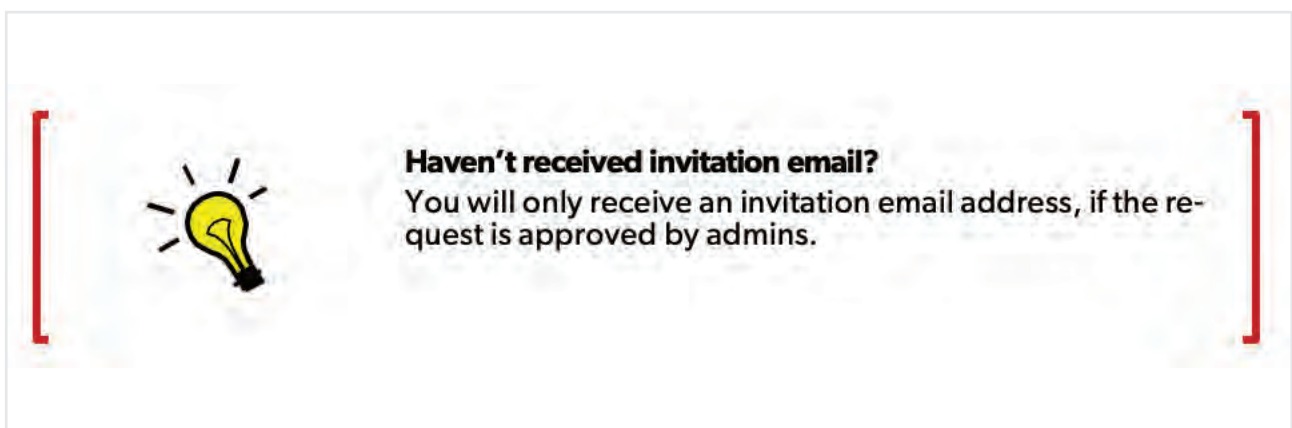 Haven't received invitation email?
You will only receive an invitation email address, if the re-
quest is approved by admins.